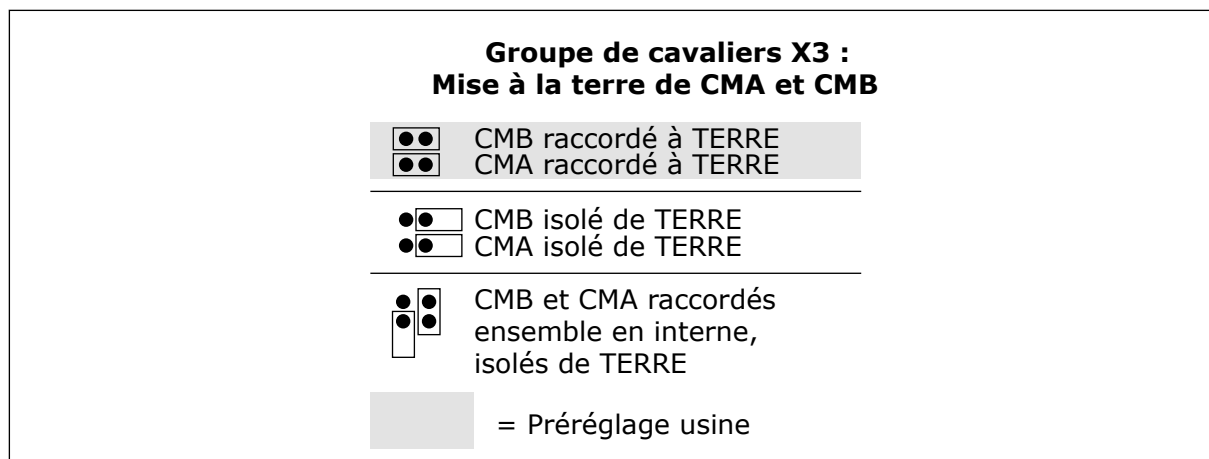 Groupe de cavaliers X3 :
Mise à la terre de CMA et CMB
CMB raccordé à TERRE
CMA raccordé à TERRE
CMB isolé de TERRE
CMA isolé de TERRE
CMB et CMA raccordés
ensemble en interne,
isolés de TERRE
= Préréglage usine